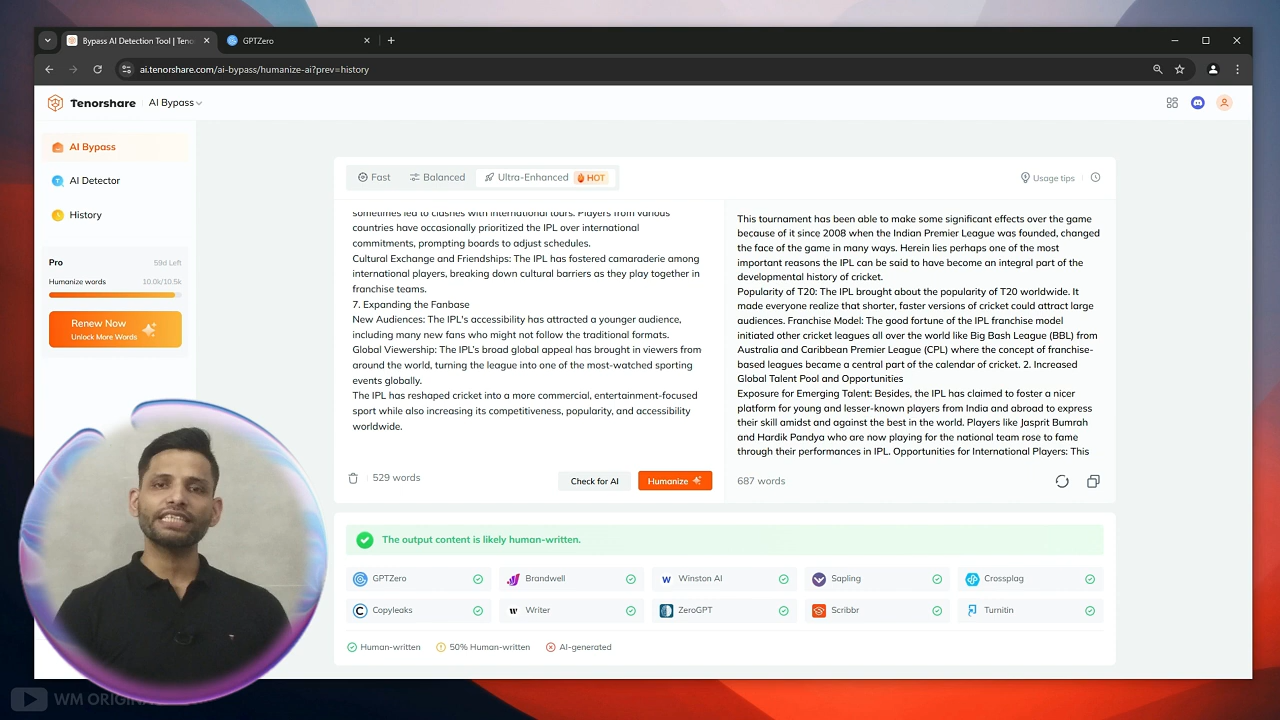 Bypass AI Detection Tool | Teno
GPTZero
ai.tenorshare.com/ai-bypass/humanize-ai?prev=history
Tenorshare
AI Bypass
AI Bypass
AI Detector
History
Pro
59d Left
Humanize words
10.0k/10.5k
Renew Now
Unlock More Words
Fast
Balanced
Ultra-Enhanced
HOT
Usage tips
sometimes led to clashes with international tours. Players from various
countries have occasionally prioritized the IPL over international
commitments, prompting boards to adjust schedules.
Cultural Exchange and Friendships: The IPL has fostered camaraderie among
international players, breaking down cultural barriers as they play together in
franchise teams.
7. Expanding the Fanbase
New Audiences: The IPL's accessibility has attracted a younger audience,
including many new fans who might not follow the traditional formats.
Global Viewership: The IPL's broad global appeal has brought in viewers from
around the world, turning the league into one of the most-watched sporting
events globally.
The IPL has reshaped cricket into a more commercial, entertainment-focused
sport while also increasing its competitiveness, popularity, and accessibility
worldwide.
529 words
Check for AI
Humanize
This tournament has been able to make some significant effects over the game
because of it since 2008 when the Indian Premier League was founded, changed
the face of the game in many ways. Herein lies perhaps one of the most
important reasons the IPL can be said to have become an integral part of the
developmental history of cricket.
Popularity of T20: The IPL brought about the popularity of T20 worldwide. It
made everyone realize that shorter, faster versions of cricket could attract large
audiences. Franchise Model: The good fortune of the IPL franchise model
initiated other cricket leagues all over the world like Big Bash League (BBL) from
Australia and Caribbean Premier League (CPL) where the concept of franchise-
based leagues became a central part of the calendar of cricket. 2. Increased
Global Talent Pool and Opportunities
Exposure for Emerging Talent: Besides, the IPL has claimed to foster a nicer
platform for young and lesser-known players from India and abroad to express
their skill amidst and against the best in the world. Players like Jasprit Bumrah
and Hardik Pandya who are now playing for the national team rose to fame
through their performances in IPL. Opportunities for International Players: This
687 words
The output content is likely human-written.
GPTZero
Brandwell
W Winston AI
Sapling
Crossplag
C Copyleaks
W Writer
ZeroGPT
Scribbr
Turnitin
Human-written
50% Human-written
AI-generated
WM ORIGINA